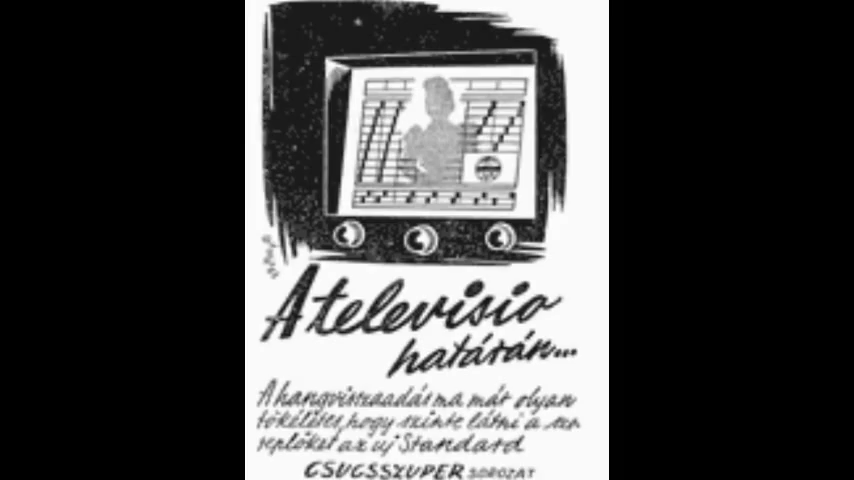 A televisio
határán...
A hangvisszaadás ma már olyan
tökéletes, hogy szinte látni a sze-
replőket az uj Standard
CSUCSSZUPER SOROZAT